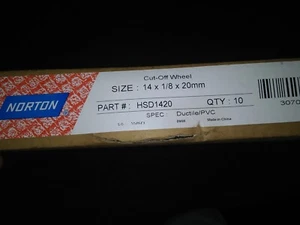 NORTON
Cut-Off Wheel
SIZE : 14 x 1/8 x 20mm
PART # : HSD1420 QTY : 10
SPEC : Ductile/PVC
Made in China
3070